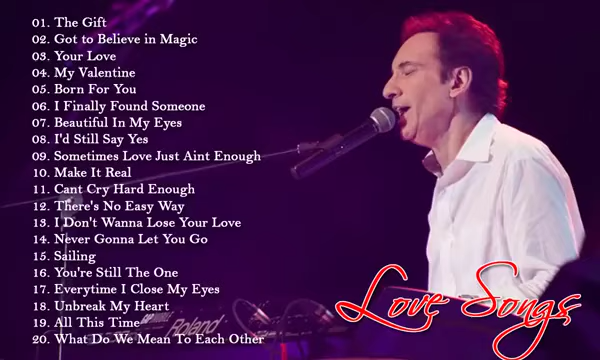 01. The Gift
02. Got to Believe in Magic
03. Your Love
04. My Valentine
05. Born For You
06. I Finally Found Someone
07. Beautiful In My Eyes
08. I'd Still Say Yes
09. Sometimes Love Just Aint Enough
10. Make It Real
11. Cant Cry Hard Enough
12. There's No Easy Way
13. I Don't Wanna Lose Your Love
14. Never Gonna Let You Go
15. Sailing
16. You're Still The One
17. Everytime I Close My Eyes
18. Unbreak My Heart
19. All This Time
20. What Do We Mean To Each Other
Roland
Love Songs